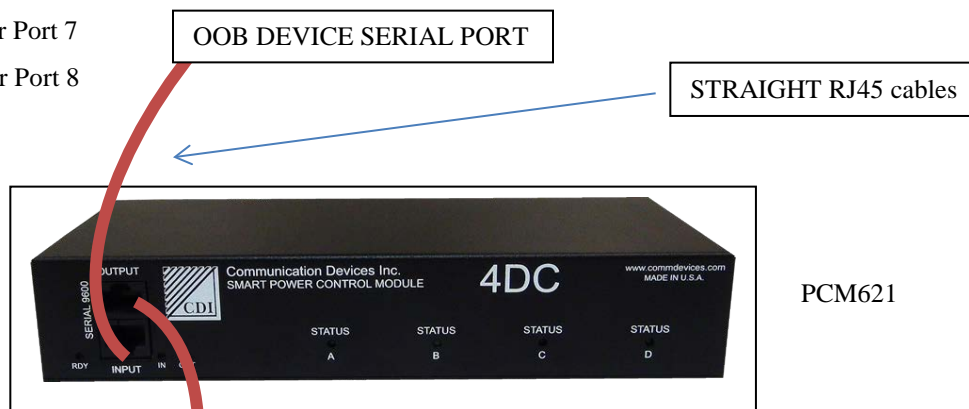 r Port 7
r Port 8
OOB DEVICE SERIAL PORT
STRAIGHT RJ45 cables
OUTPUT
SERIAL 9600
CDI
Communication Devices Inc.
SMART POWER CONTROL MODULE
4DC
www.commdevices.com
MADE IN U.S.A.
STATUS STATUS STATUS STATUS
A B C D
RDY INPUT IN
PCM621